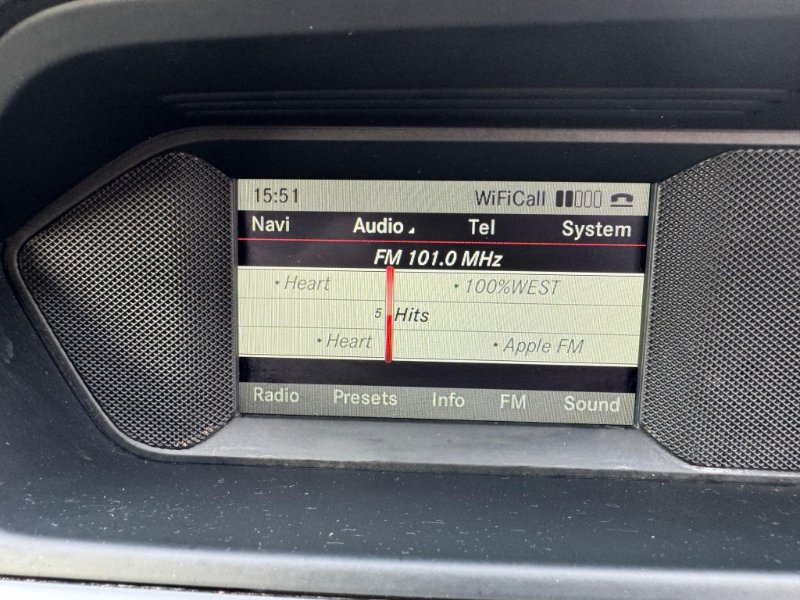 15:51 WiFiCall
Navi Audio Tel System
FM 101.0 MHz
• Heart • 100%WEST
5 Hits
• Heart • Apple FM
Radio Presets Info FM Sound